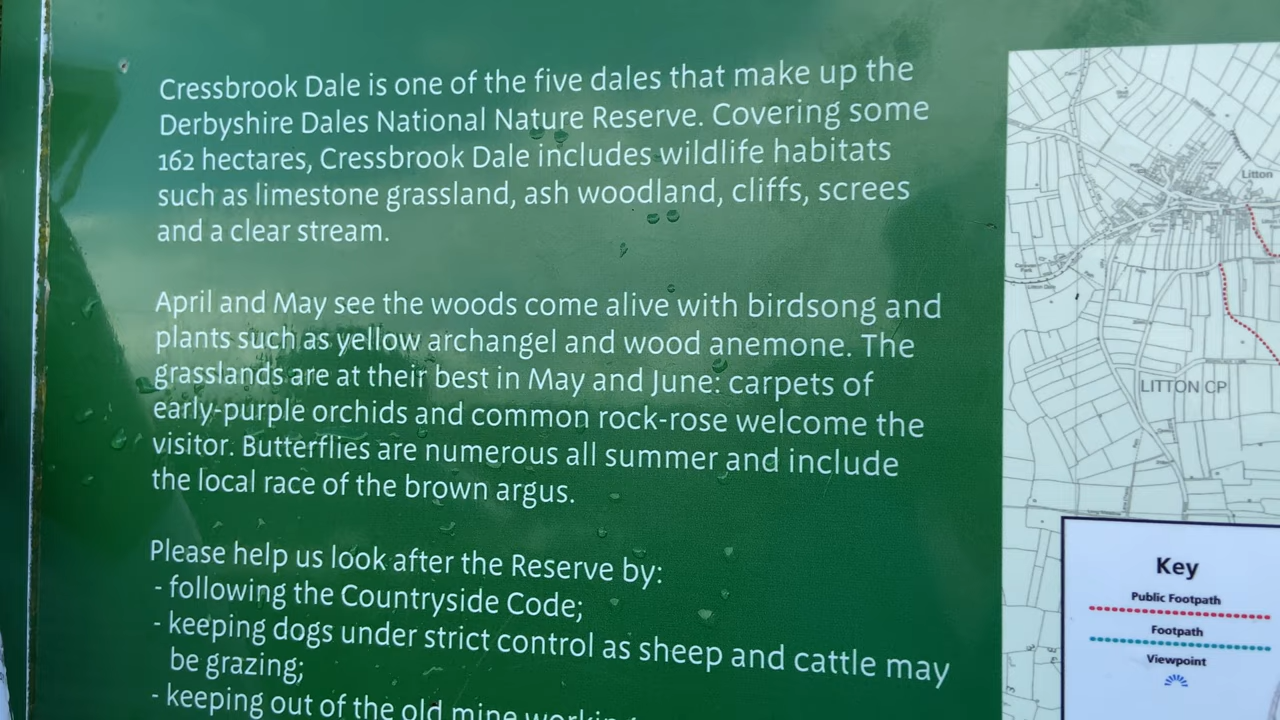 Cressbrook Dale is one of the five dales that make up the
Derbyshire Dales National Nature Reserve. Covering some
162 hectares, Cressbrook Dale includes wildlife habitats
such as limestone grassland, ash woodland, cliffs, screes
and a clear stream.
April and May see the woods come alive with birdsong and
plants such as yellow archangel and wood anemone. The
grasslands are at their best in May and June: carpets of
early-purple orchids and common rock-rose welcome the
visitor. Butterflies are numerous all summer and include
the local race of the brown argus.
Please help us look after the Reserve by:
- following the Countryside Code;
- keeping dogs under strict control as sheep and cattle may
be grazing;
- keeping out of the old mine
Litton
LITTON CP
Key
Public Footpath
Footpath
Viewpoint